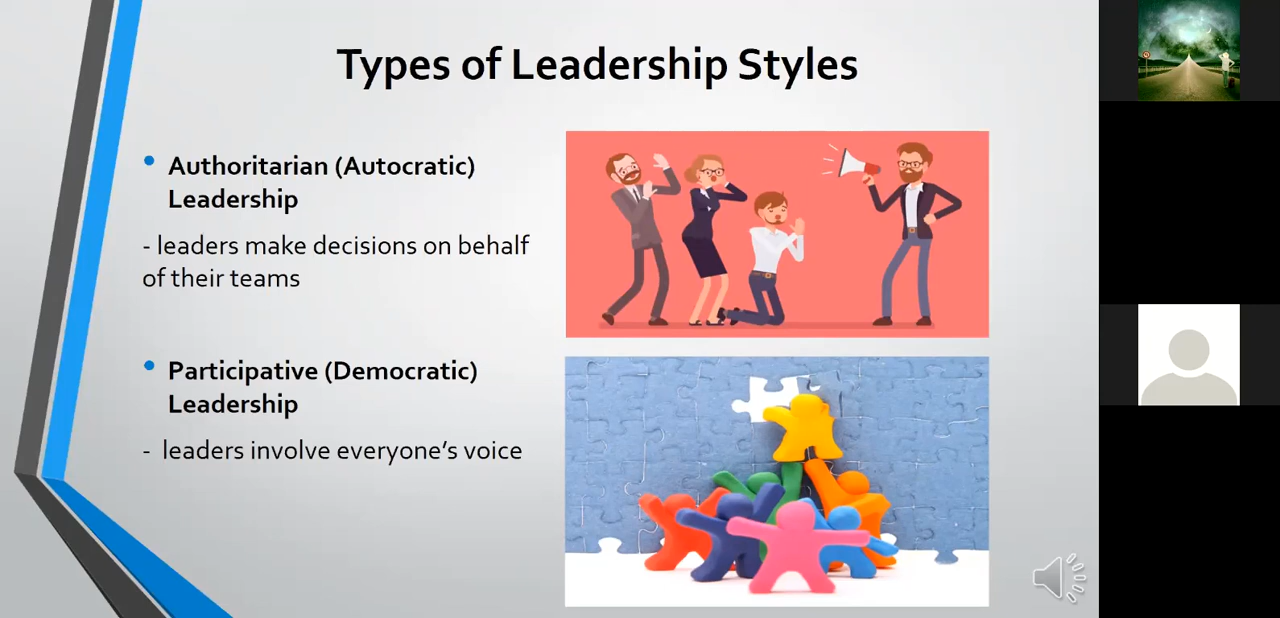 Types of Leadership Styles
• Authoritarian (Autocratic)
Leadership
- leaders make decisions on behalf
of their teams
• Participative (Democratic)
Leadership
- leaders involve everyone’s voice